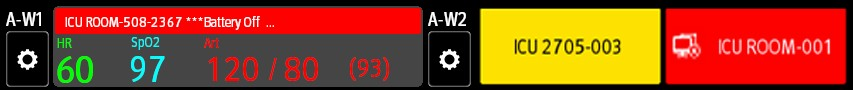 A-W1
ICU ROOM-508-2367 ***Battery Off ...
HR SpO2 Art
60 97 120 / 80 (93)
A-W2
ICU 2705-003
ICU ROOM-001